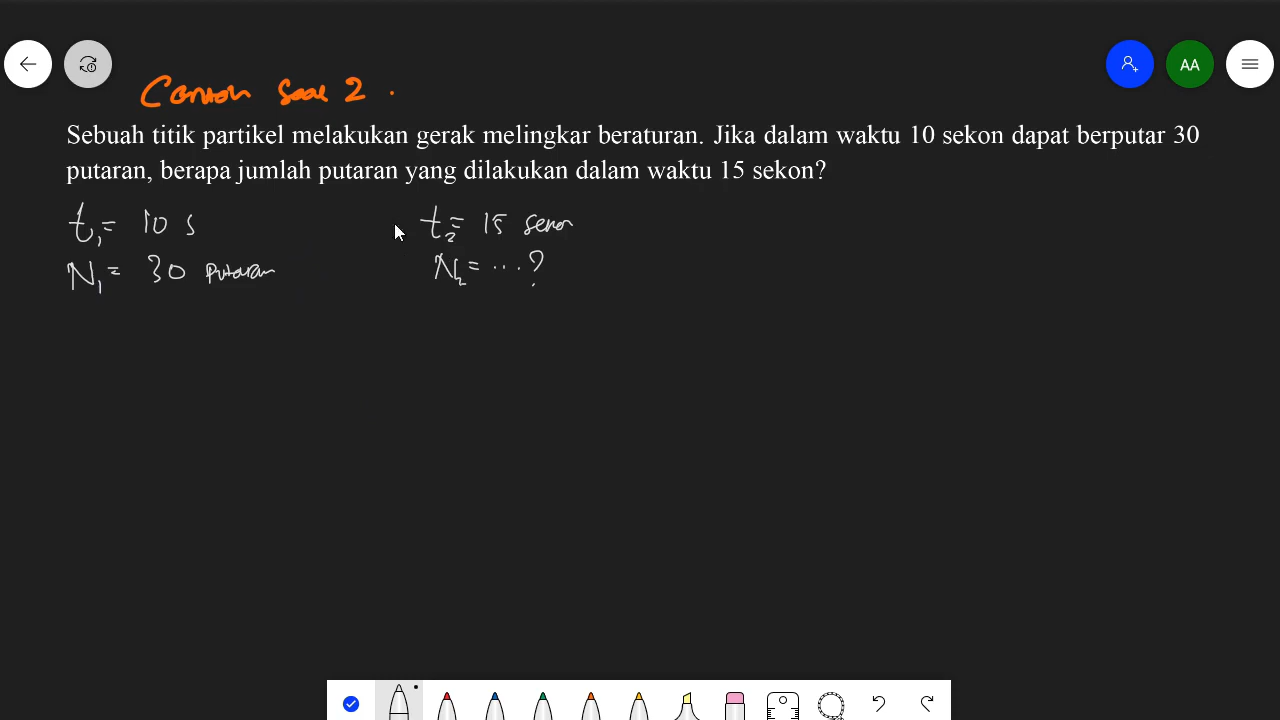 Contoh Soal 2.
AA
Sebuah titik partikel melakukan gerak melingkar beraturan. Jika dalam waktu 10 sekon dapat berputar 30
putaran, berapa jumlah putaran yang dilakukan dalam waktu 15 sekon?
t₁ = 10 s
t₂ = 15 sekon
N₁ = 30 putaran
N₂ = ...?